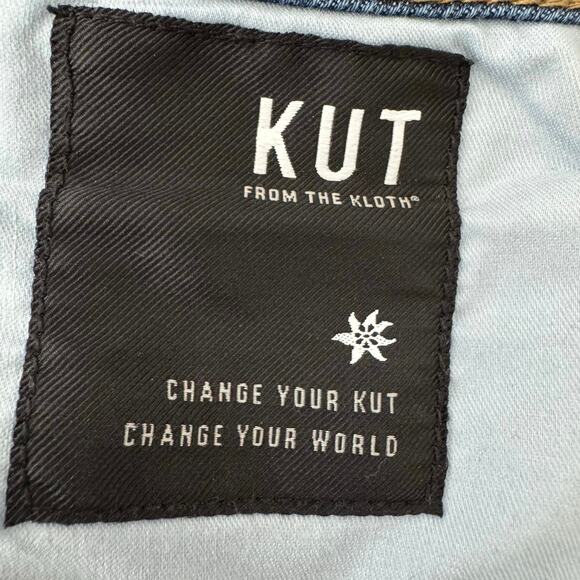 KUT
FROM THE KLOTH®
CHANGE YOUR KUT
CHANGE YOUR WORLD